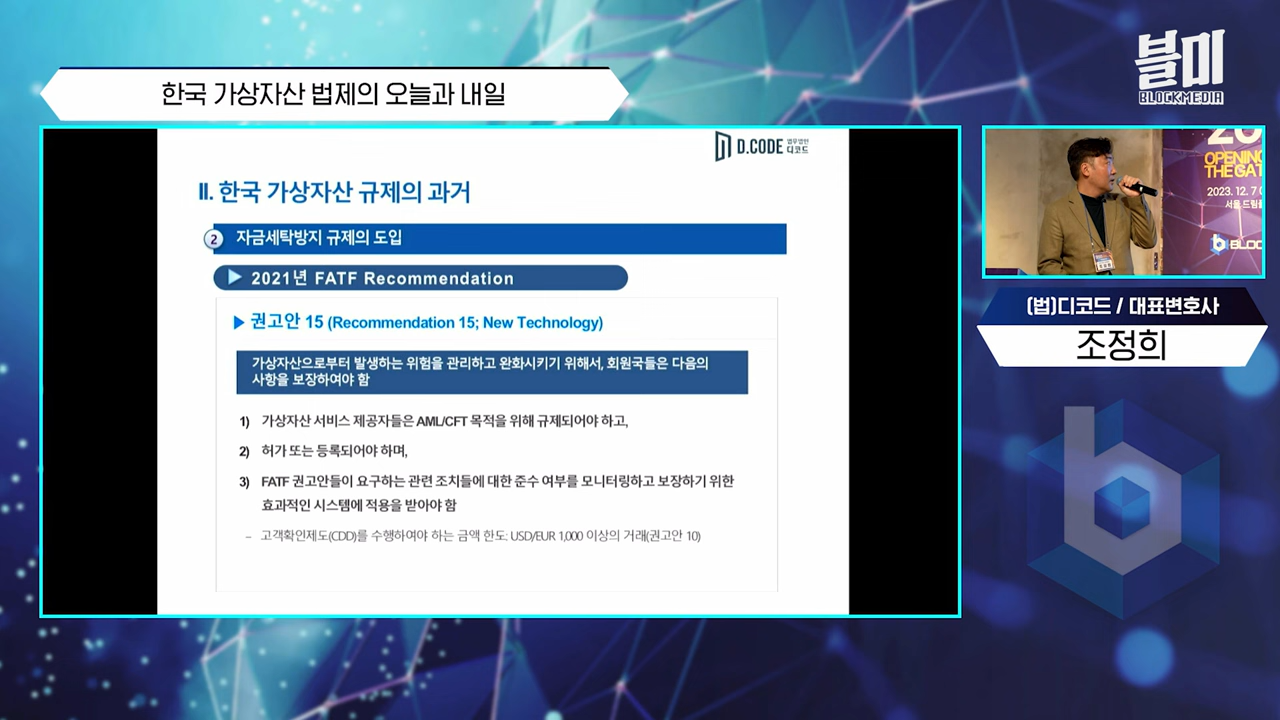 한국 가상자산 법제의 오늘과 내일
블미
BLOCKMEDIA
D.CODE 법무법인 디코드
II. 한국 가상자산 규제의 과거
2 자금세탁방지 규제의 도입
2021년 FATF Recommendation
권고안 15 (Recommendation 15; New Technology)
가상자산으로부터 발생하는 위험을 관리하고 완화시키기 위해서, 회원국들은 다음의
사항을 보장하여야 함
1) 가상자산 서비스 제공자들은 AML/CFT 목적을 위해 규제되어야 하고,
2) 허가 또는 등록되어야 하며,
3) FATF 권고안들이 요구하는 관련 조치들에 대한 준수 여부를 모니터링하고 보장하기 위한
효과적인 시스템에 적용을 받아야 함
– 고객확인제도(CDD)를 수행하여야 하는 금액 한도: USD/EUR 1,000 이상의 거래(권고안 10)
20
OPENING
THE GAT
2023. 12. 7
서울 드림
BLOC
(법)디코드 / 대표변호사
조정희